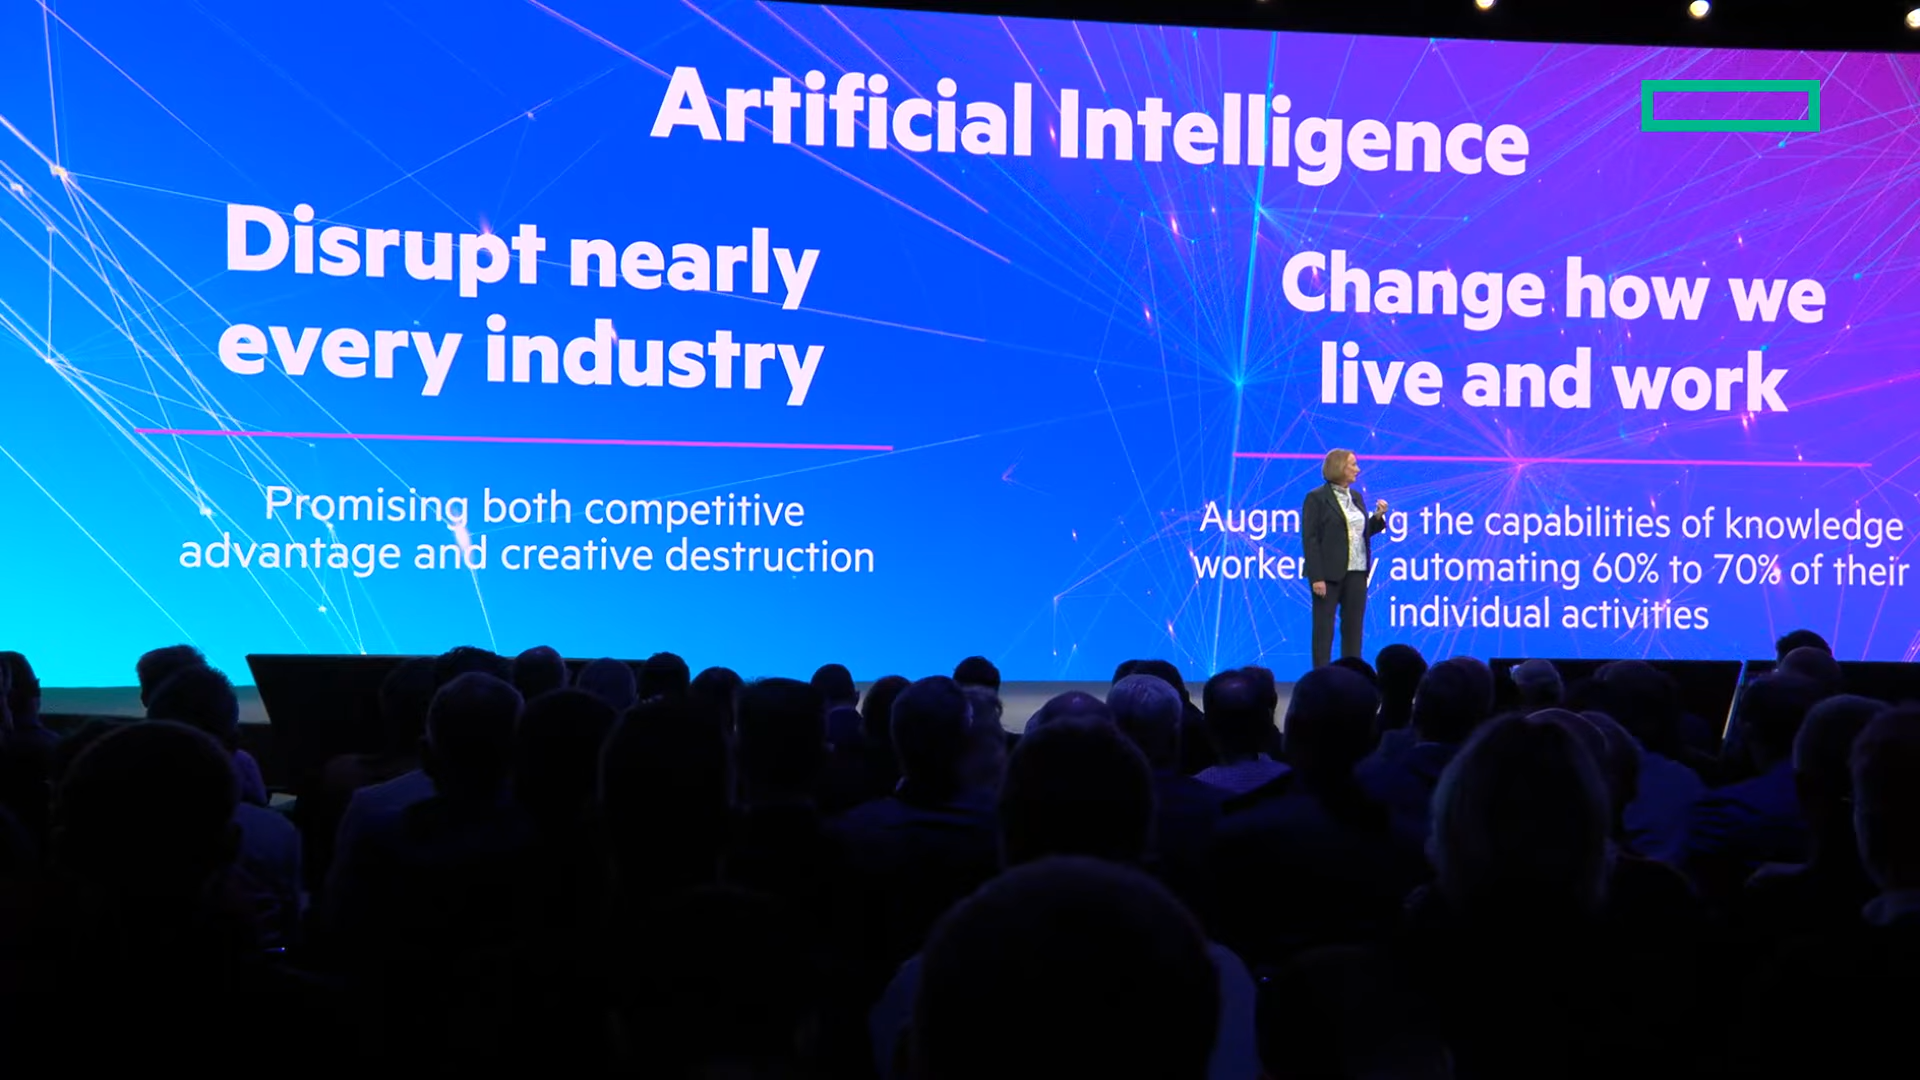 Artificial Intelligence
Disrupt nearly
every industry
Promising both competitive
advantage and creative destruction
Change how we
live and work
the capabilities of knowledge
automating 60% to 70% of their
individual activities